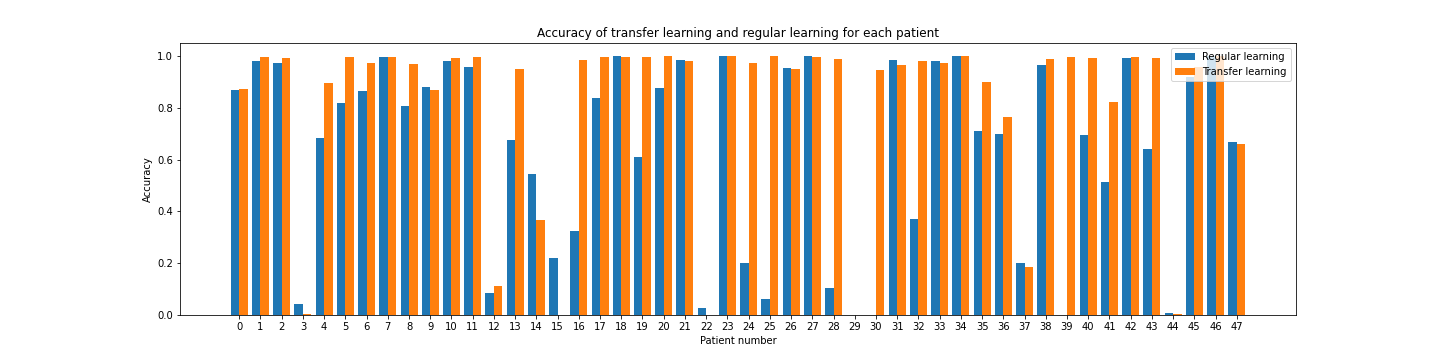 Accuracy of transfer learning and regular learning for each patient
Regular learning
Transfer learning
Accuracy
1.0
0.8
0.6
0.4
0.2
0.0
0 1 2 3 4 5 6 7 8 9 10 11 12 13 14 15 16 17 18 19 20 21 22 23 24 25 26 27 28 29 30 31 32 33 34 35 36 37 38 39 40 41 42 43 44 45 46 47
Patient number